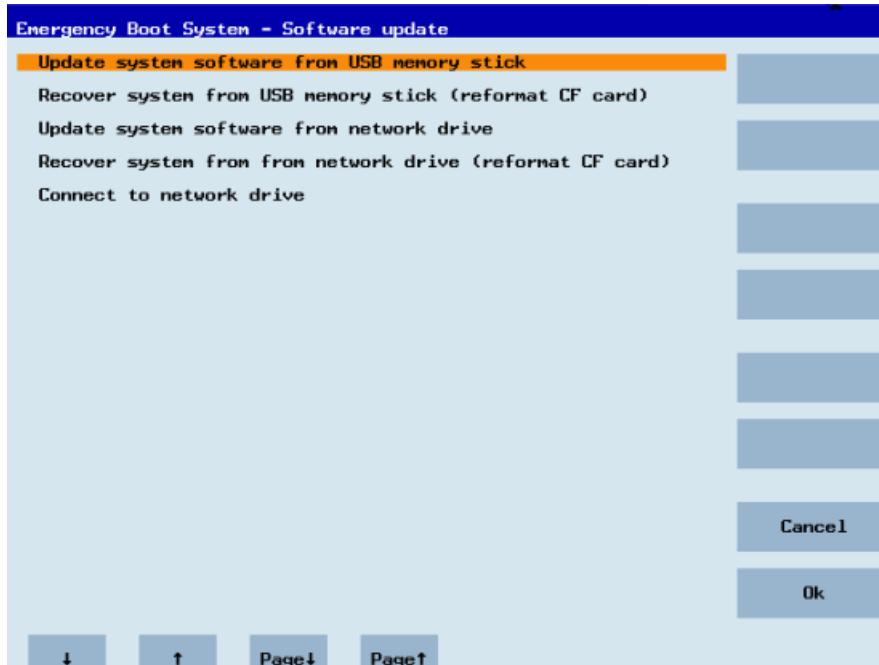 Emergency Boot System - Software update
Update system software from USB memory stick
Recover system from USB memory stick (reformat CF card)
Update system software from network drive
Recover system from from network drive (reformat CF card)
Connect to network drive
Cancel
Ok
↓ ↑ Page↓ Page↑